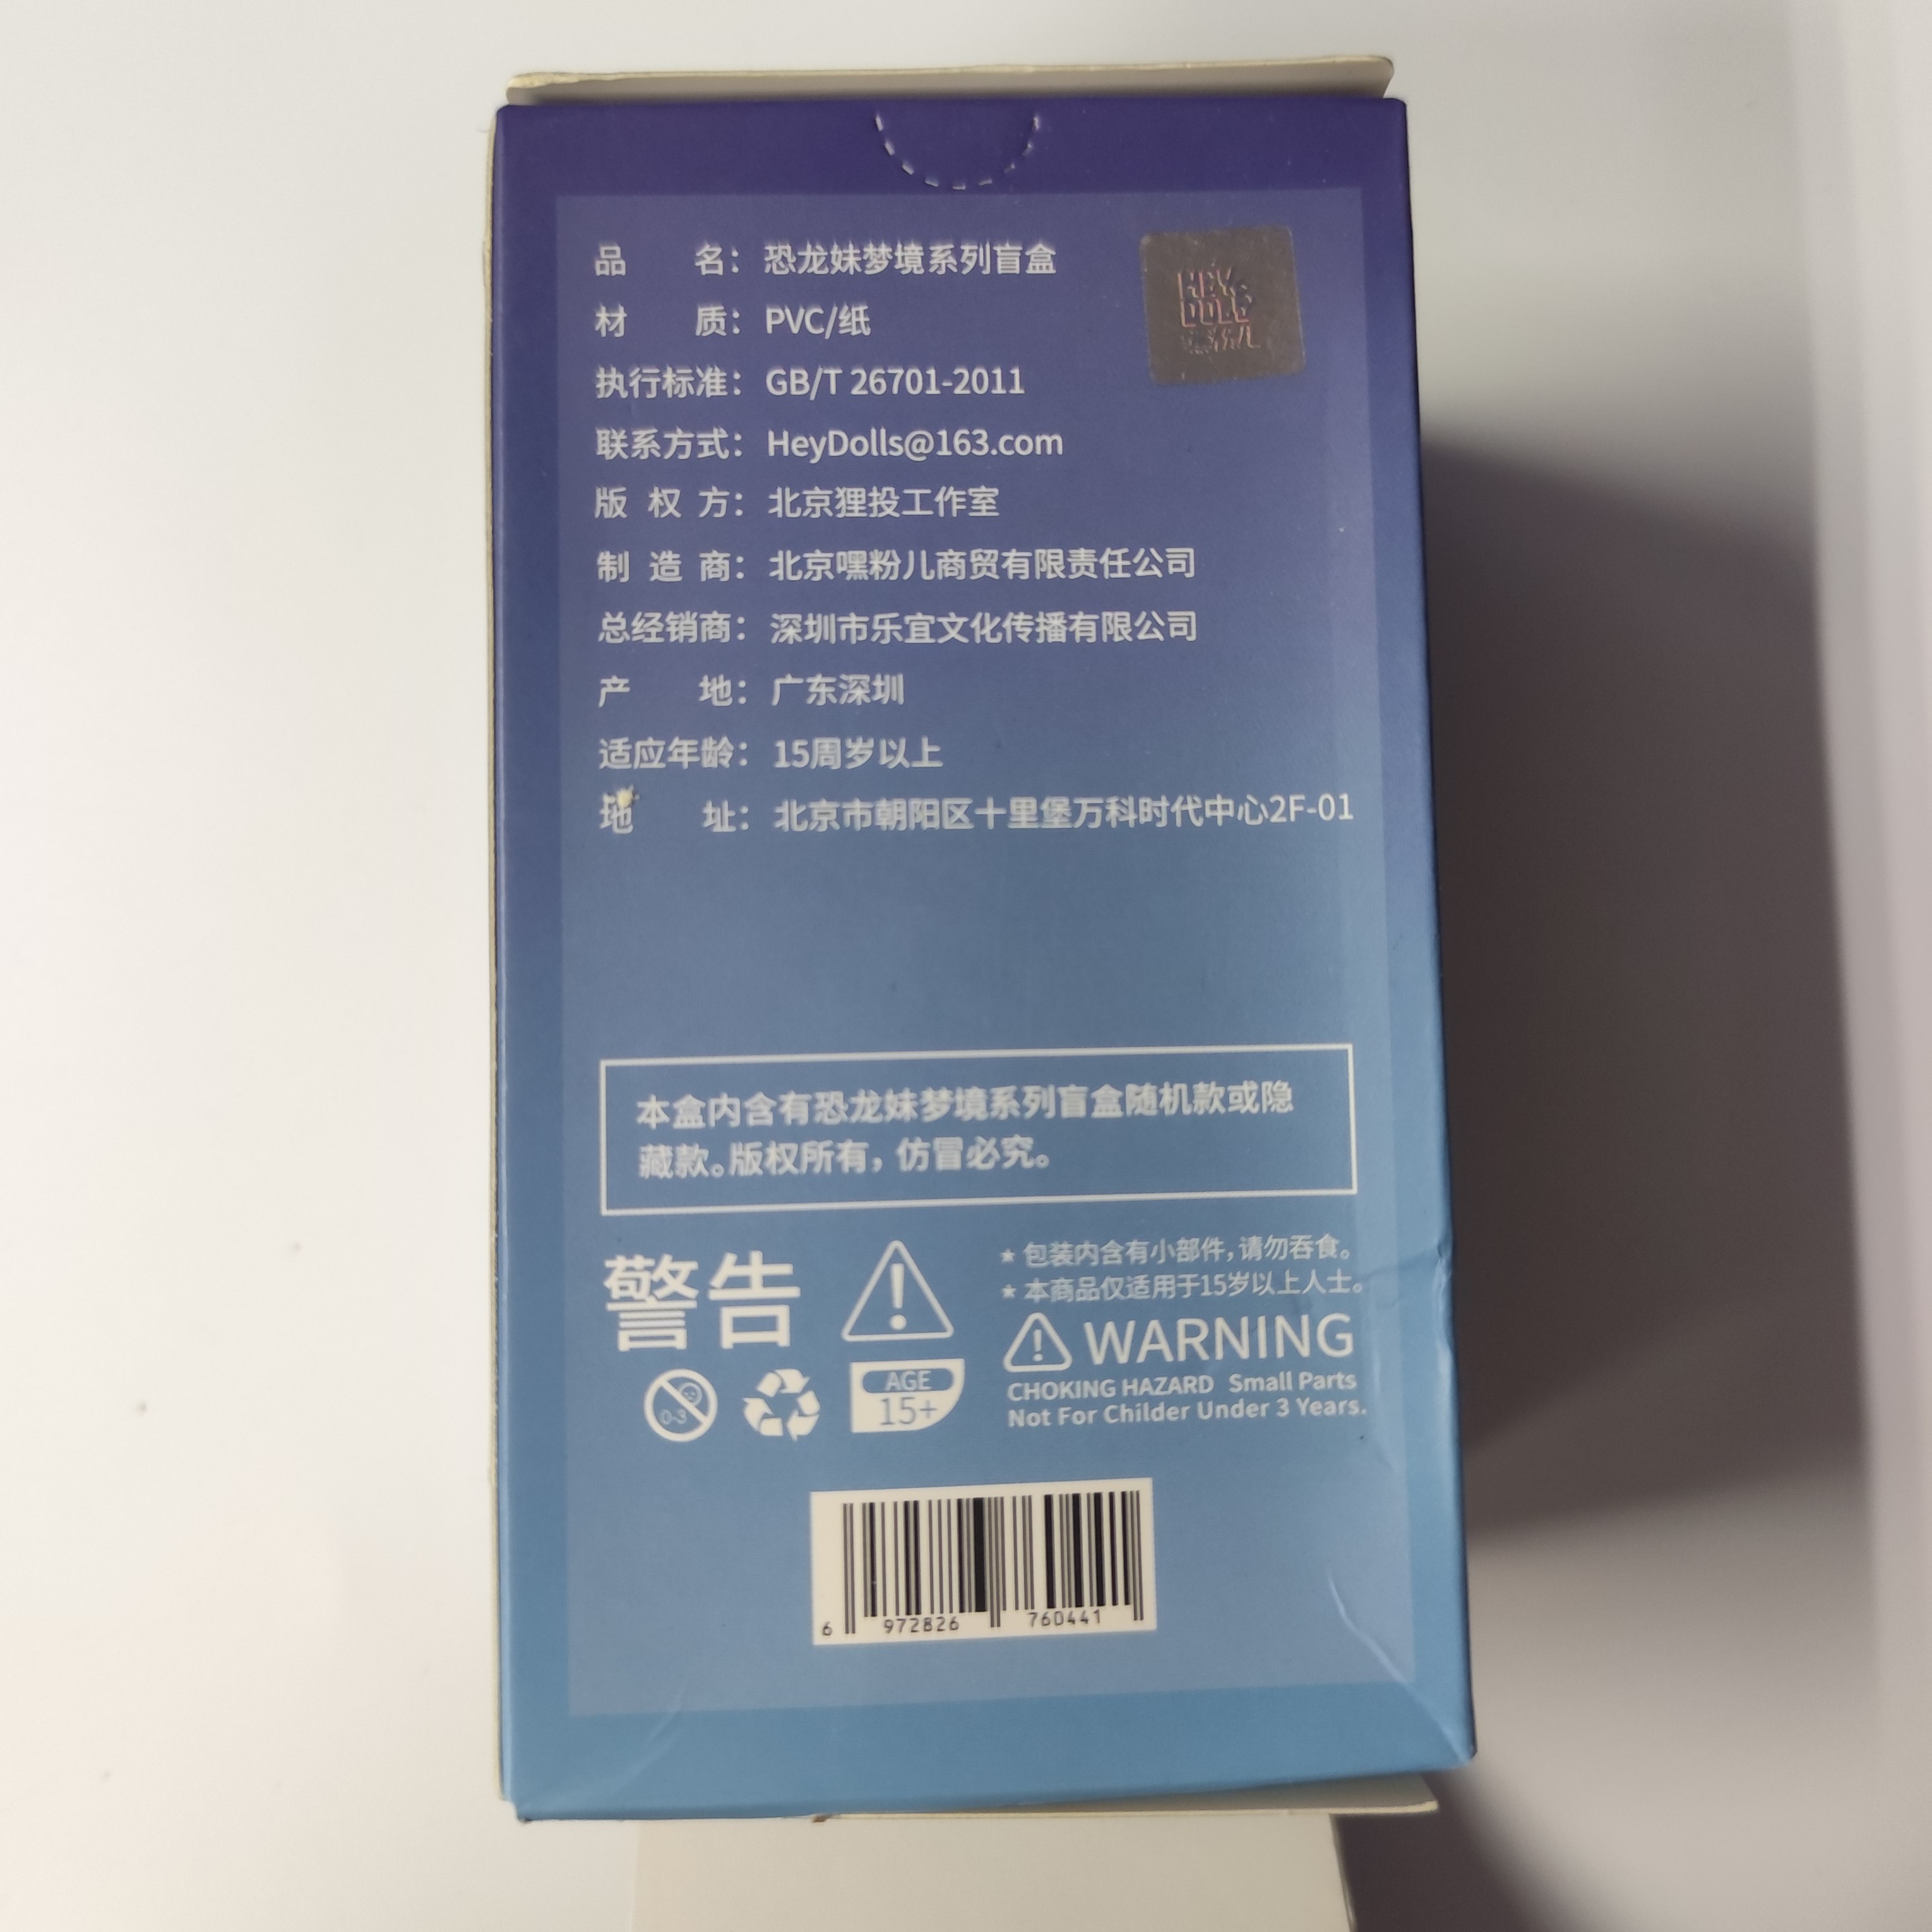 品 名：恐龙妹梦境系列盲盒
HEY DOLLS
材 质：PVC/纸
执行标准：GB/T 26701-2011
联系方式：HeyDolls@163.com
版 权 方：北京狸投工作室
制 造 商：北京嘿粉儿商贸有限责任公司
总经销商：深圳市乐宜文化传播有限公司
产 地：广东深圳
适应年龄：15周岁以上
地 址：北京市朝阳区十里堡万科时代中心2F-01
本盒内含有恐龙妹梦境系列盲盒随机款或隐
藏款。版权所有，仿冒必究。
警告
★ 包装内含有小部件，请勿吞食。
★ 本商品仅适用于15岁以上人士。
WARNING
CHOKING HAZARD Small Parts
Not For Childer Under 3 Years.
0-3
AGE
15+
6 972826 760441